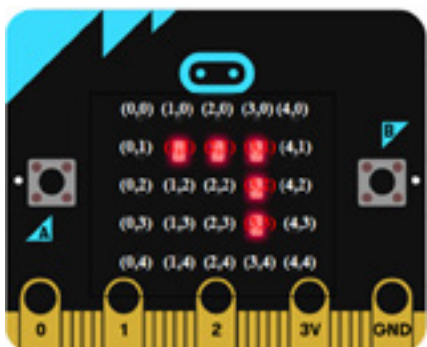 (0,0) (1,0) (2,0) (3,0) (4,0)
B
(0,1) (4,1)
(0,2) (1,2) (2,2) (4,2)
(0,3) (1,3) (2,3) (4,3)
A
(0,4) (1,4) (2,4) (3,4) (4,4)
0 1 2 3V GND